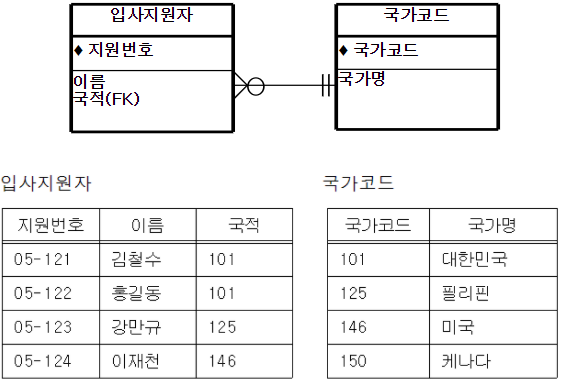 입사지원자
◆ 지원번호
이름
국적(FK)
국가코드
◆ 국가코드
국가명
입사지원자
지원번호 이름 국적
05-121 김철수 101
05-122 홍길동 101
05-123 강만규 125
05-124 이재천 146
국가코드
국가코드 국가명
101 대한민국
125 필리핀
146 미국
150 케나다